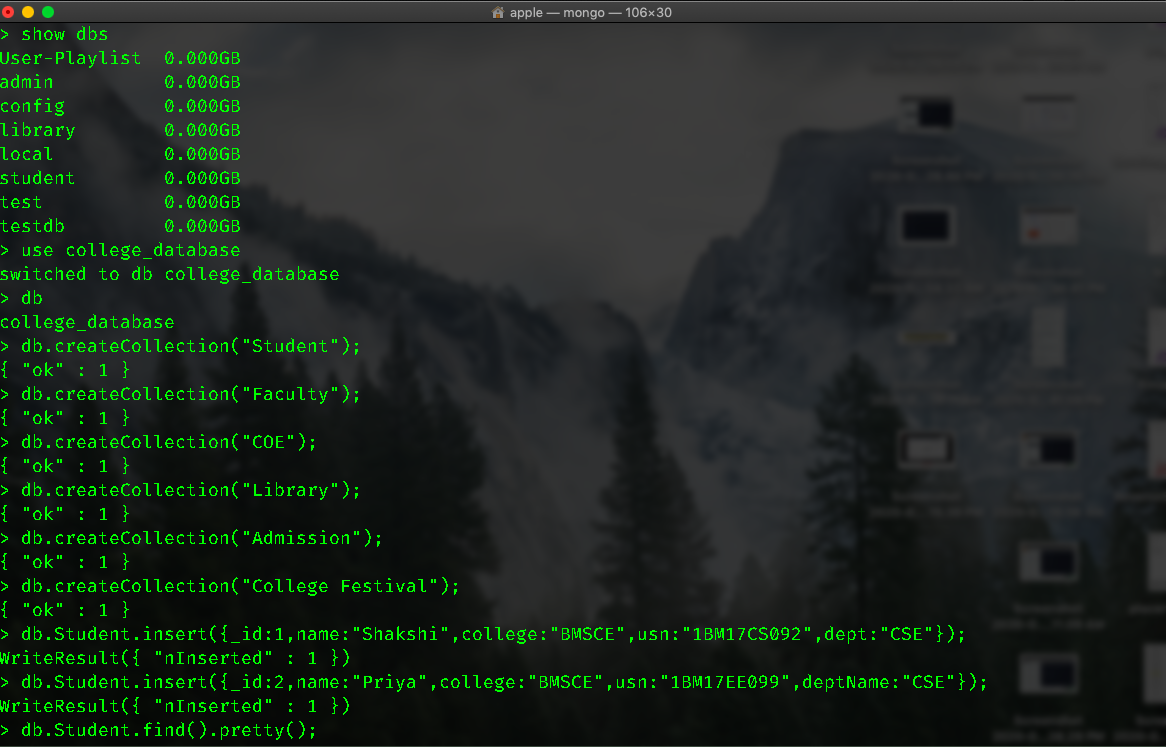 apple — mongo — 106×30
> show dbs
User-Playlist  0.000GB
admin          0.000GB
config         0.000GB
library        0.000GB
local          0.000GB
student        0.000GB
test           0.000GB
testdb         0.000GB
> use college_database
switched to db college_database
> db
college_database
> db.createCollection("Student");
{ "ok" : 1 }
> db.createCollection("Faculty");
{ "ok" : 1 }
> db.createCollection("COE");
{ "ok" : 1 }
> db.createCollection("Library");
{ "ok" : 1 }
> db.createCollection("Admission");
{ "ok" : 1 }
> db.createCollection("College Festival");
{ "ok" : 1 }
> db.Student.insert({_id:1,name:"Shakshi",college:"BMSCE",usn:"1BM17CS092",dept:"CSE"});
WriteResult({ "nInserted" : 1 })
> db.Student.insert({_id:2,name:"Priya",college:"BMSCE",usn:"1BM17EE099",deptName:"CSE"});
WriteResult({ "nInserted" : 1 })
> db.Student.find().pretty();